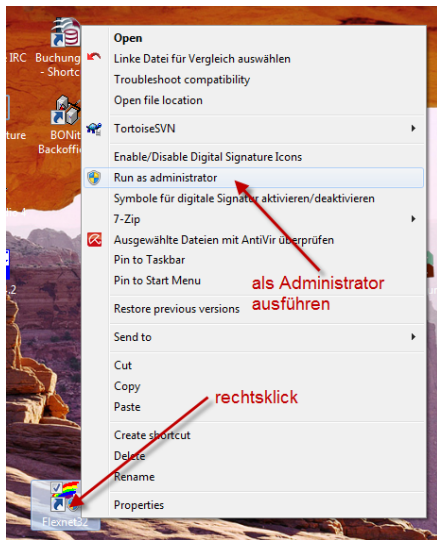 IRC
Buchung
- Shortc
ture
BONit
Backoffi
.2
Flexnet32
Open
Linke Datei für Vergleich auswählen
Troubleshoot compatibility
Open file location
TortoiseSVN
Enable/Disable Digital Signature Icons
Run as administrator
Symbole für digitale Signatur aktivieren/deaktivieren
7-Zip
Ausgewählte Dateien mit AntiVir überprüfen
Pin to Taskbar
Pin to Start Menu
Restore previous versions
Send to
Cut
Copy
Paste
Create shortcut
Delete
Rename
Properties
als Administrator
ausführen
rechtsklick